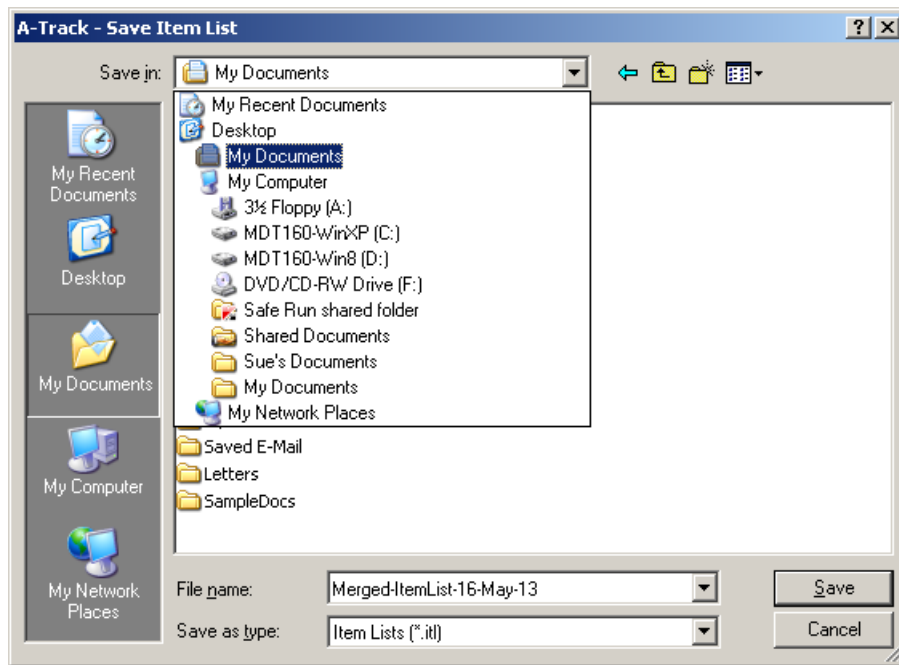 A-Track - Save Item List
Save in:
My Documents
My Recent Documents
Desktop
My Documents
My Computer
3½ Floppy (A:)
MDT160-WinXP (C:)
MDT160-Win8 (D:)
DVD/CD-RW Drive (F:)
Safe Run shared folder
Shared Documents
Sue's Documents
My Documents
My Network Places
Saved E-Mail
Letters
SampleDocs
My Recent
Documents
Desktop
My Documents
My Computer
My Network
Places
File name:
Merged-ItemList-16-May-13
Save
Save as type:
Item Lists (*.itl)
Cancel